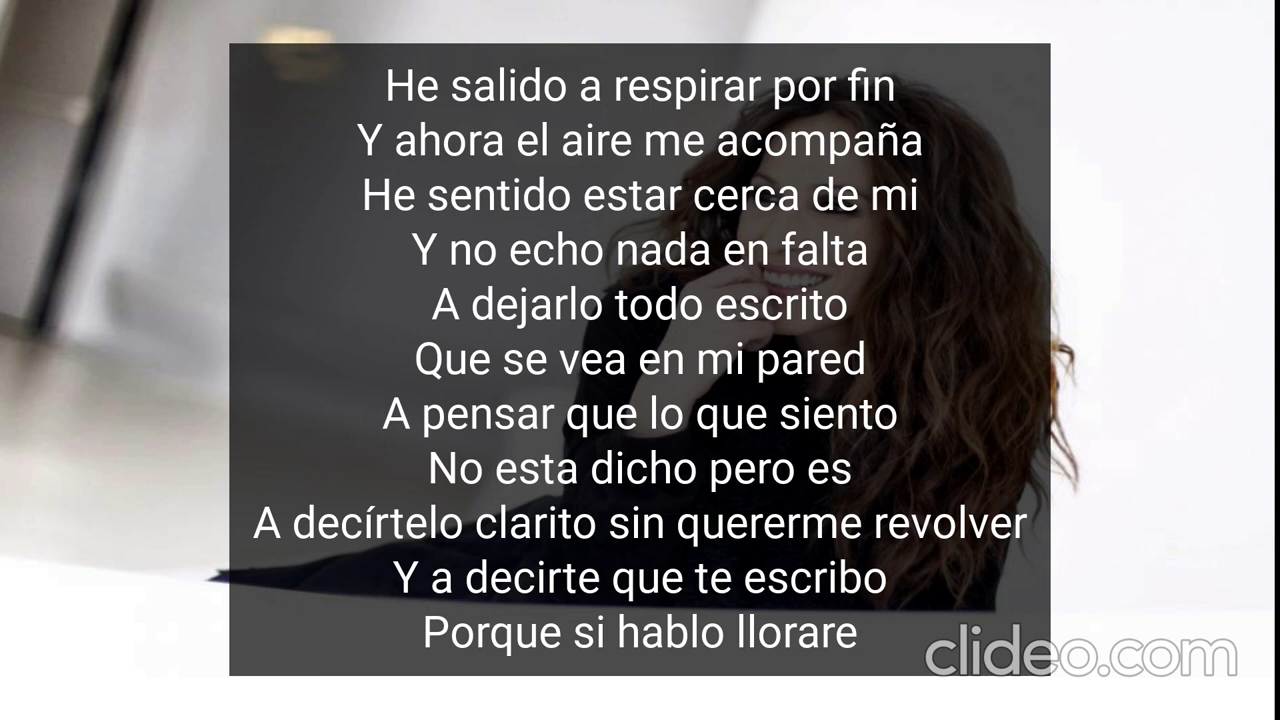 He salido a respirar por fin
Y ahora el aire me acompaña
He sentido estar cerca de mi
Y no echo nada en falta
A dejarlo todo escrito
Que se vea en mi pared
A pensar que lo que siento
No esta dicho pero es
A decírtelo clarito sin quererme revolver
Y a decirte que te escribo
Porque si hablo llorare
clideo.com